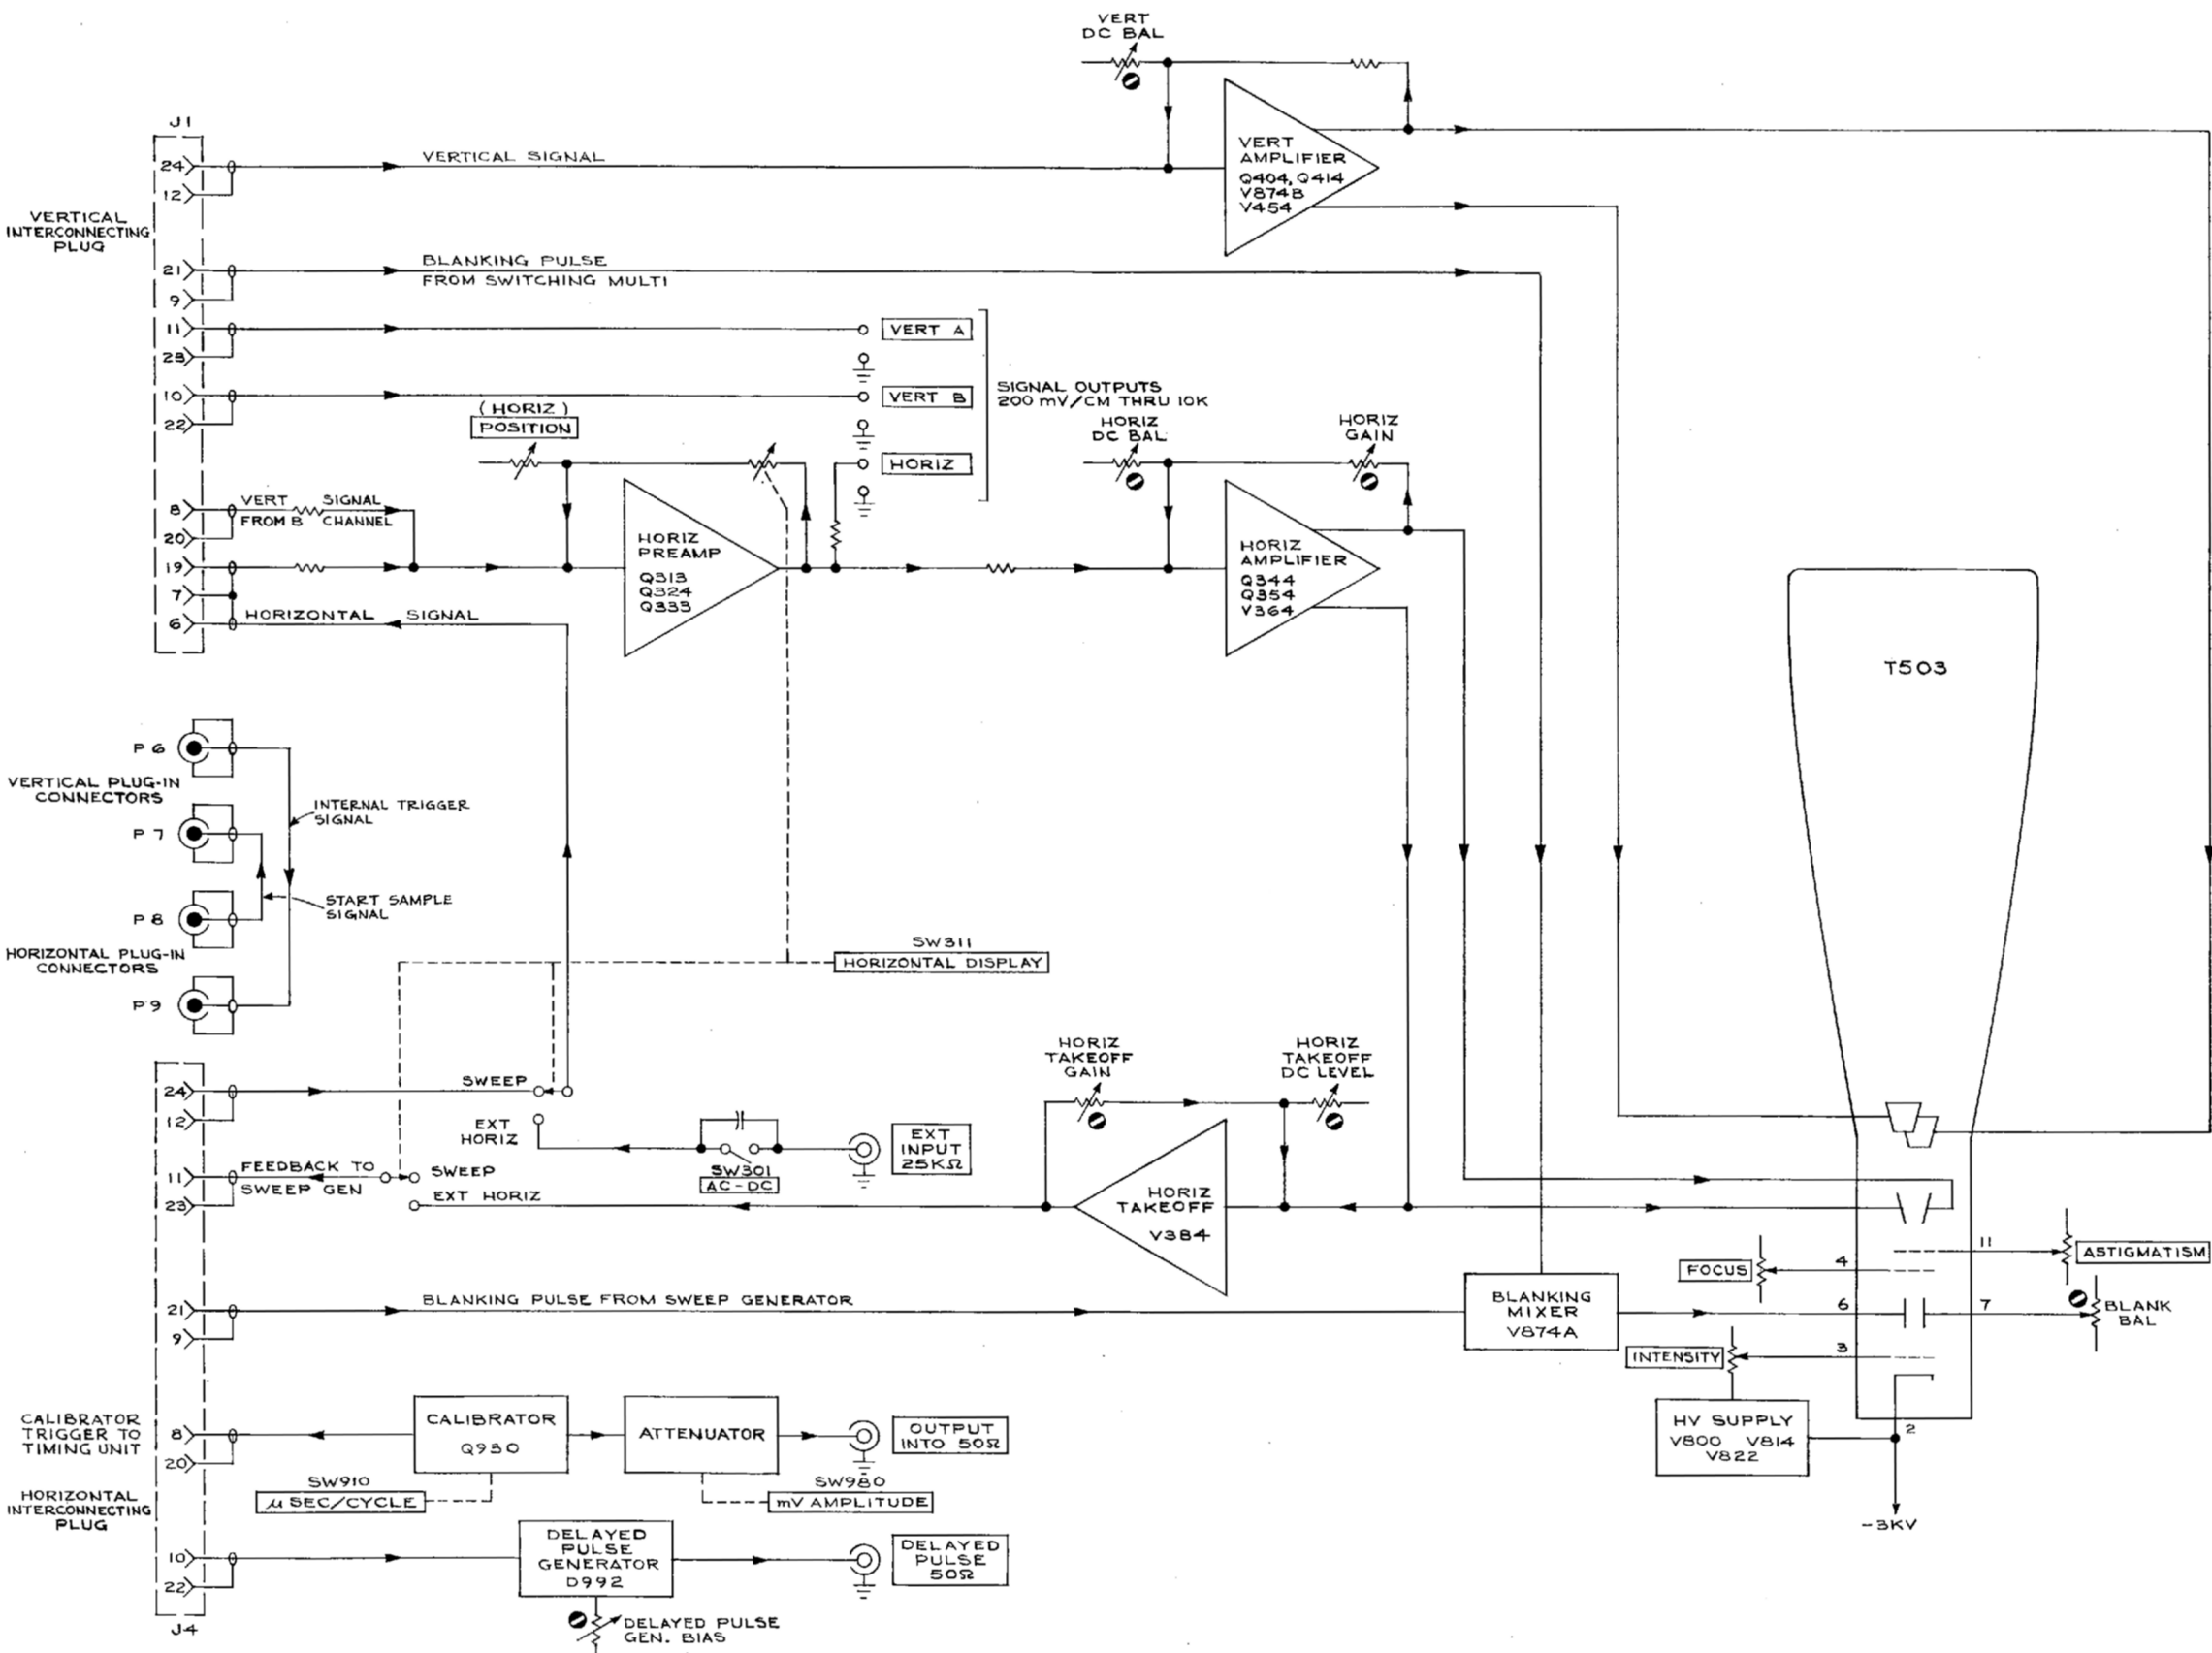 VERT
DC BAL
J1
24
VERTICAL SIGNAL
12
VERT
AMPLIFIER
Q404, Q414
V874B
V454
VERTICAL
INTERCONNECTING
PLUG
21
BLANKING PULSE
FROM SWITCHING MULTI
9
11
VERT A
23
10
VERT B
22
SIGNAL OUTPUTS
200 mV/CM THRU 10K
(HORIZ)
POSITION
HORIZ
HORIZ
DC BAL
HORIZ
GAIN
8
VERT SIGNAL
FROM B CHANNEL
20
19
7
6
HORIZONTAL SIGNAL
HORIZ
PREAMP
Q313
Q324
Q333
HORIZ
AMPLIFIER
Q344
Q354
V364
T503
P 6
VERTICAL PLUG-IN
CONNECTORS
P 7
INTERNAL TRIGGER
SIGNAL
P 8
START SAMPLE
SIGNAL
HORIZONTAL PLUG-IN
CONNECTORS
P 9
SW311
HORIZONTAL DISPLAY
24
SWEEP
12
EXT
HORIZ
SW301
AC-DC
EXT
INPUT
25KΩ
HORIZ
TAKEOFF
GAIN
HORIZ
TAKEOFF
DC LEVEL
11
FEEDBACK TO
SWEEP GEN
SWEEP
23
EXT HORIZ
HORIZ
TAKEOFF
V384
11
ASTIGMATISM
4
FOCUS
21
BLANKING PULSE FROM SWEEP GENERATOR
9
BLANKING
MIXER
V874A
6
7
BLANK
BAL
3
INTENSITY
HV SUPPLY
V800 V814
V822
2
-3KV
CALIBRATOR
TRIGGER TO
TIMING UNIT
8
20
CALIBRATOR
Q930
ATTENUATOR
OUTPUT
INTO 50Ω
SW910
μ SEC/CYCLE
SW980
mV AMPLITUDE
HORIZONTAL
INTERCONNECTING
PLUG
10
22
DELAYED
PULSE
GENERATOR
D992
DELAYED
PULSE
50Ω
DELAYED PULSE
GEN. BIAS
J4